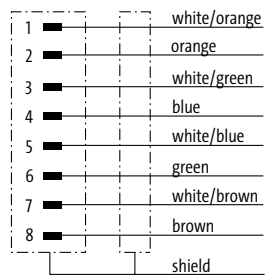 1 white/orange
2 orange
3 white/green
4 blue
5 white/blue
6 green
7 white/brown
8 brown
shield